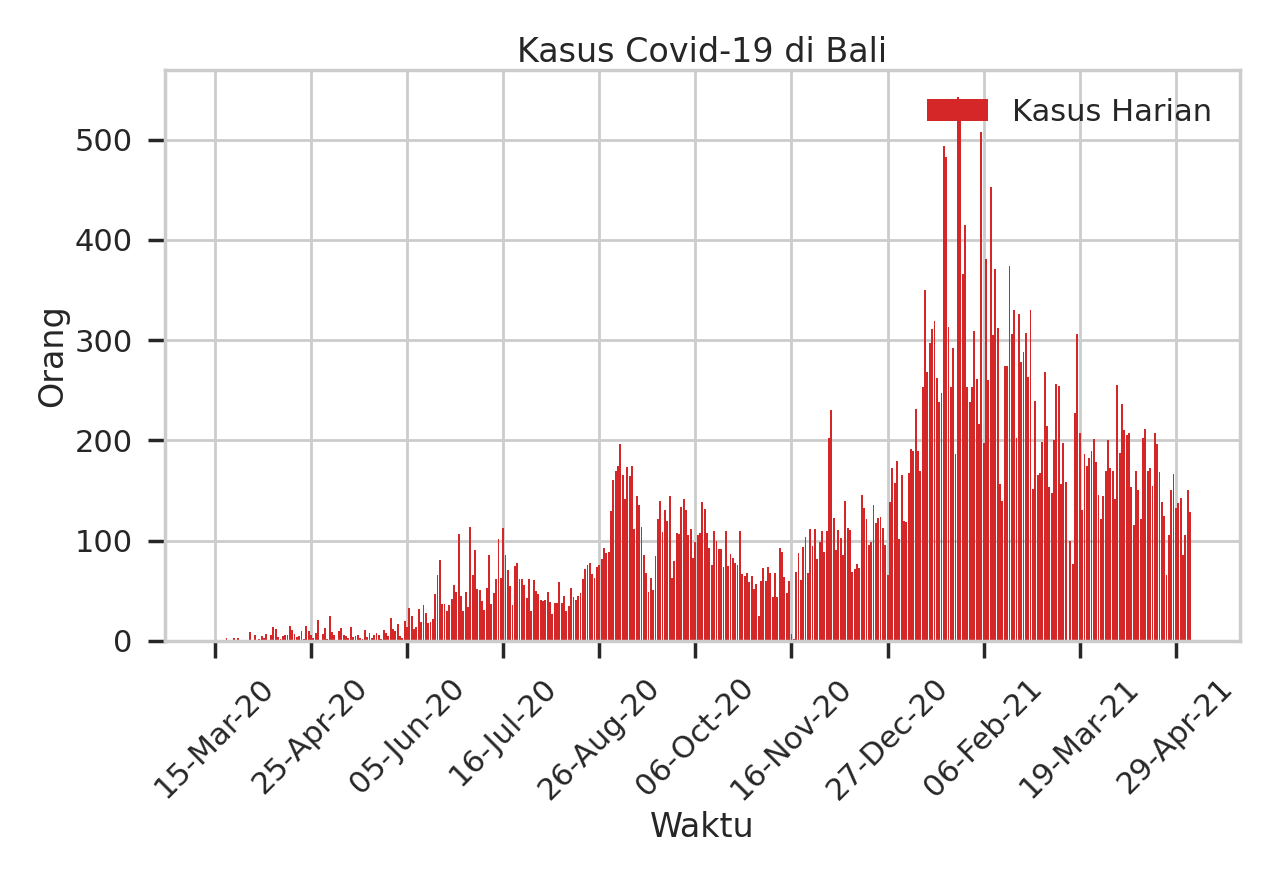 Kasus Covid-19 di Bali
Kasus Harian
500
400
300
200
100
0
Orang
15-Mar-20
25-Apr-20
05-Jun-20
16-Jul-20
26-Aug-20
06-Oct-20
16-Nov-20
27-Dec-20
06-Feb-21
19-Mar-21
29-Apr-21
Waktu